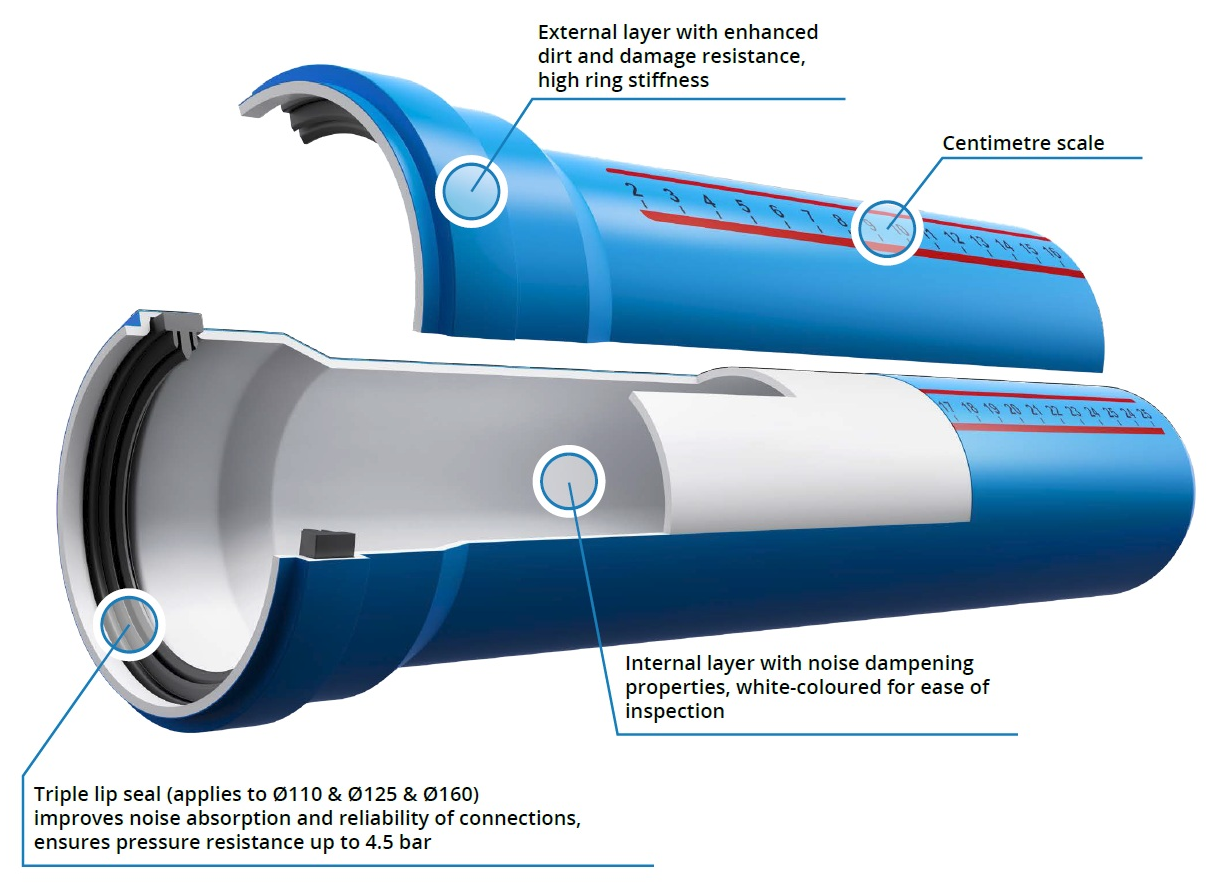 External layer with enhanced
dirt and damage resistance,
high ring stiffness
Centimetre scale
2 3 4 5 6 7 8 9 10 11 12 13 14 15 16
17 18 19 20 21 22 23 24 25 24 25
Internal layer with noise dampening
properties, white-coloured for ease of
inspection
Triple lip seal (applies to Ø110 & Ø125 & Ø160)
improves noise absorption and reliability of connections,
ensures pressure resistance up to 4.5 bar